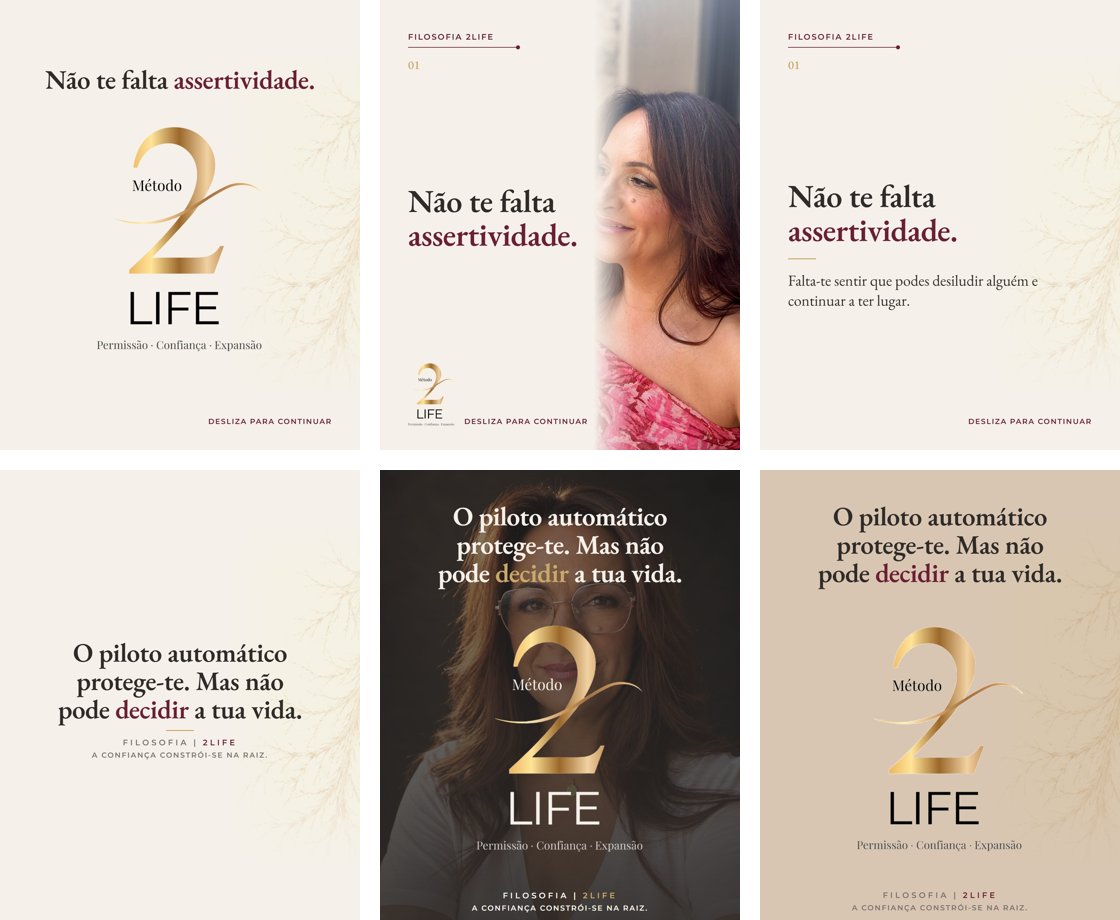 Não te falta assertividade.
Método
2
LIFE
Permissão · Confiança · Expansão
DESLIZA PARA CONTINUAR
FILOSOFIA 2LIFE
01
Não te falta
assertividade.
Método
2
LIFE
Permissão · Confiança · Expansão
DESLIZA PARA CONTINUAR
FILOSOFIA 2LIFE
01
Não te falta
assertividade.
Falta-te sentir que podes desiludir alguém e
continuar a ter lugar.
DESLIZA PARA CONTINUAR
O piloto automático
protege-te. Mas não
pode decidir a tua vida.
FILOSOFIA | 2LIFE
A CONFIANÇA CONSTRÓI-SE NA RAIZ.
O piloto automático
protege-te. Mas não
pode decidir a tua vida.
Método
2
LIFE
Permissão · Confiança · Expansão
FILOSOFIA | 2LIFE
A CONFIANÇA CONSTRÓI-SE NA RAIZ.
O piloto automático
protege-te. Mas não
pode decidir a tua vida.
Método
2
LIFE
Permissão · Confiança · Expansão
FILOSOFIA | 2LIFE
A CONFIANÇA CONSTRÓI-SE NA RAIZ.